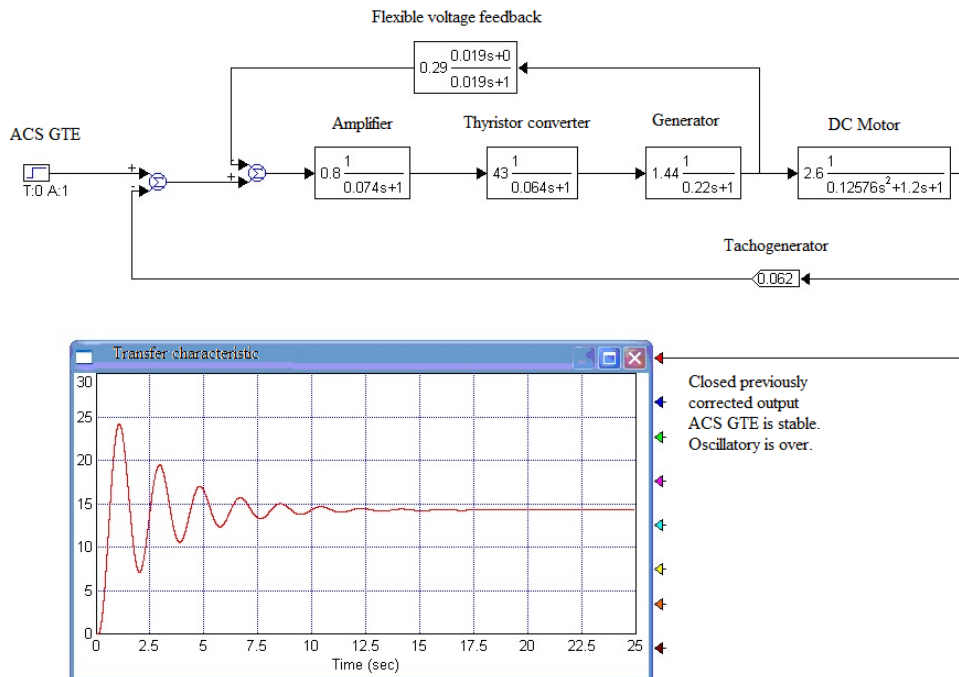 Flexible voltage feedback
0.29 0.019s+0
0.019s+1
ACS GTE
Amplifier
Thyristor converter
Generator
DC Motor
T:0 A:1
+
-
-
+
Σ
Σ
0.8 1
0.074s+1
43 1
0.064s+1
1.44 1
0.22s+1
2.6 1
0.12576s²+1.2s+1
Tachogenerator
0.062
Transfer characteristic
Closed previously
corrected output
ACS GTE is stable.
Oscillatory is over.
30
25
20
15
10
5
0
0 2.5 5 7.5 10 12.5 15 17.5 20 22.5 25
Time (sec)